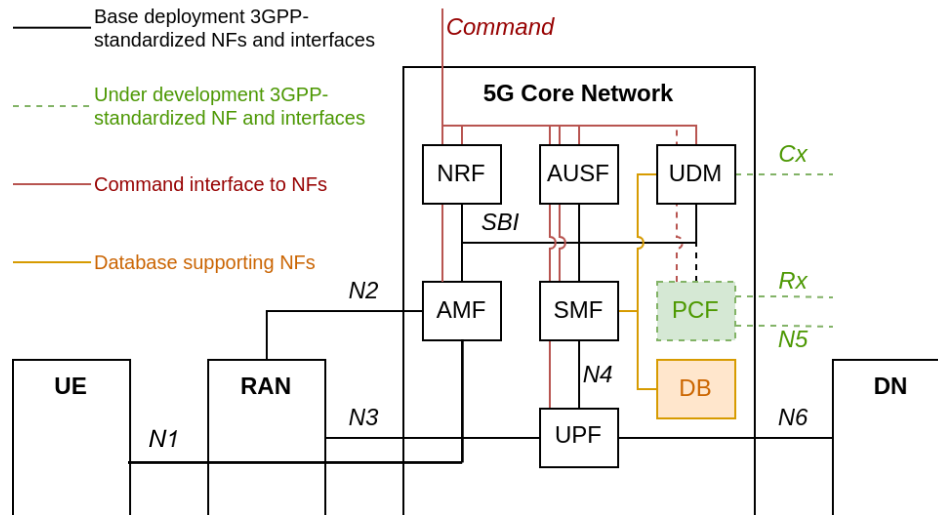 Base deployment 3GPP-
standardized NFs and interfaces
Command
Under development 3GPP-
standardized NF and interfaces
5G Core Network
Command interface to NFs
NRF
AUSF
UDM
Cx
SBI
Database supporting NFs
N2
AMF
SMF
PCF
Rx
N5
UE
RAN
N4
DB
DN
N1
N3
UPF
N6